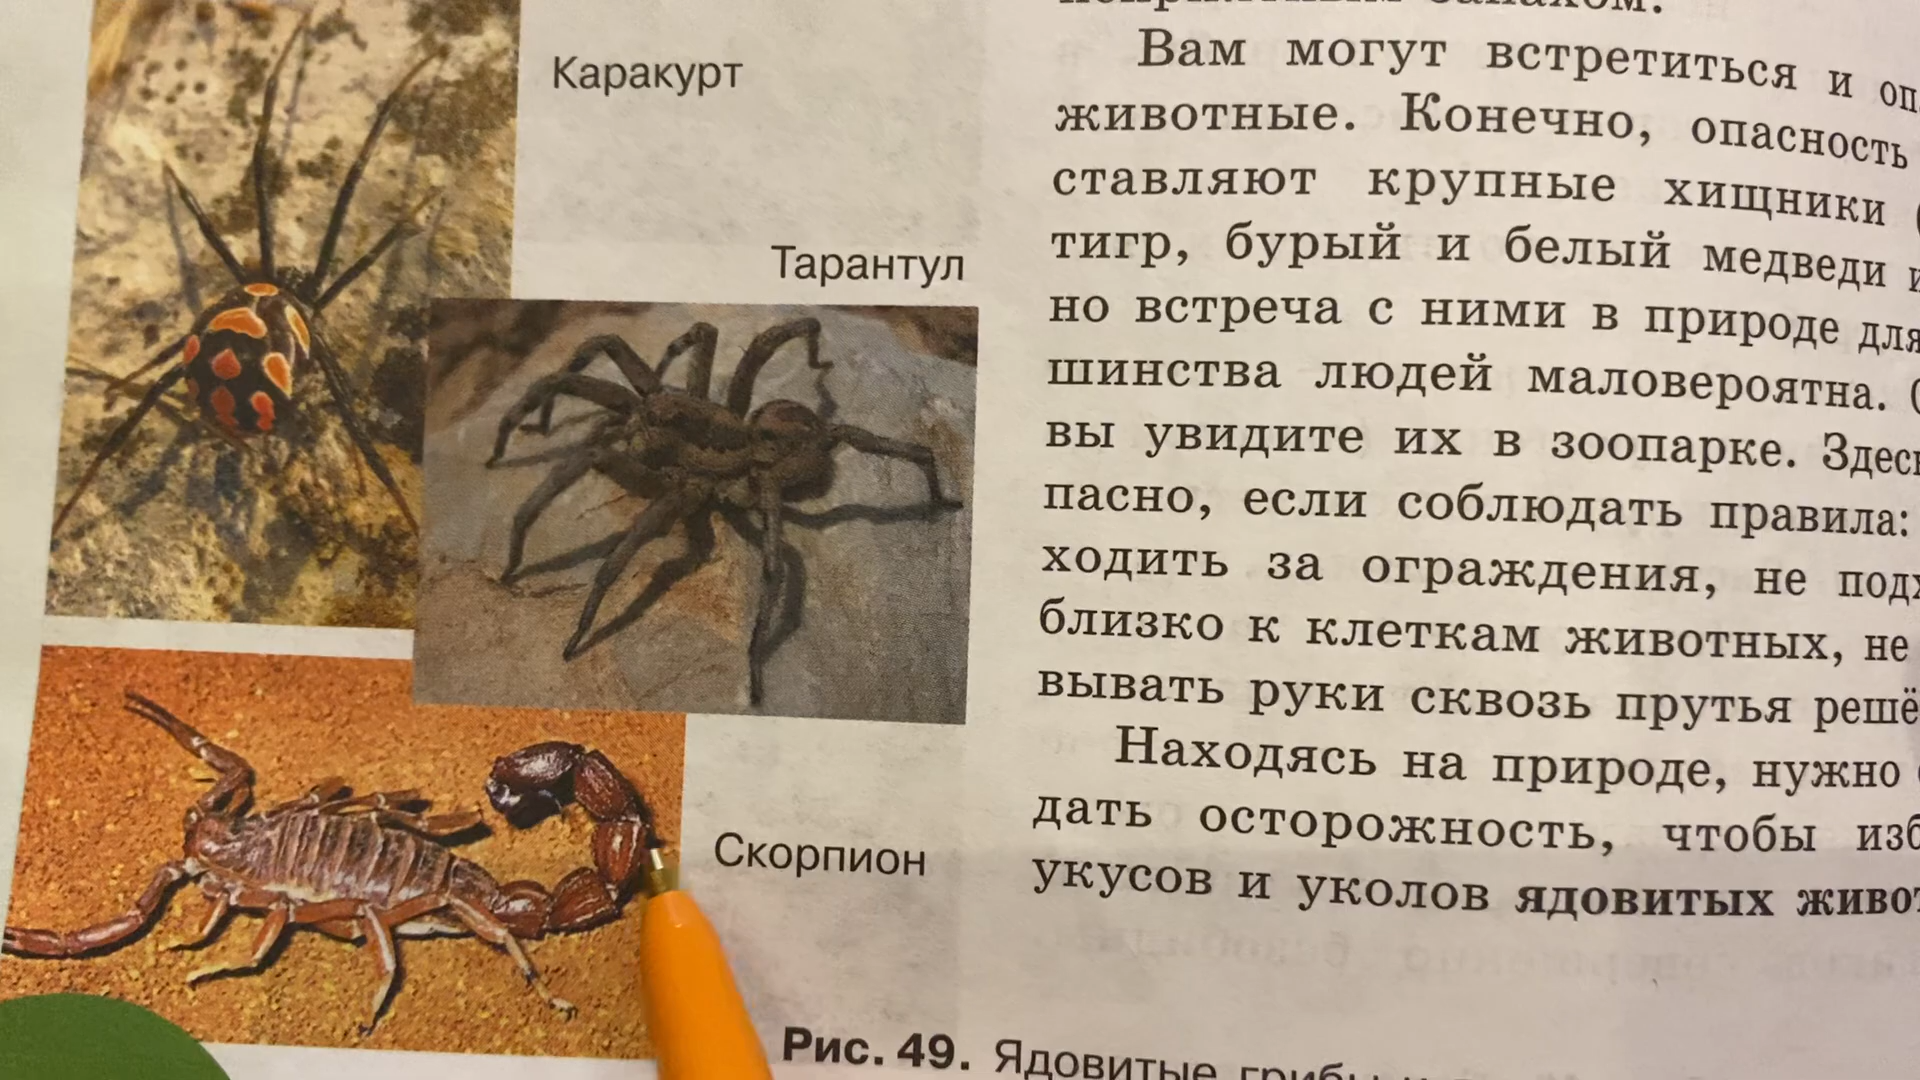 Каракурт
Тарантул
Скорпион
Вам могут встретиться и
животные. Конечно, опасность
ставляют крупные хищники
тигр, бурый и белый медведи
но встреча с ними в природе для
шинства людей маловероятна.
вы увидите их в зоопарке.
пасно, если соблюдать правила:
ходить за ограждения, не
близко к клеткам животных, не
вывать руки сквозь прутья
Находясь на природе, нужно
дать осторожность, чтобы
укусов и уколов ядовитых
Рис. 49. Ядовитые грибы